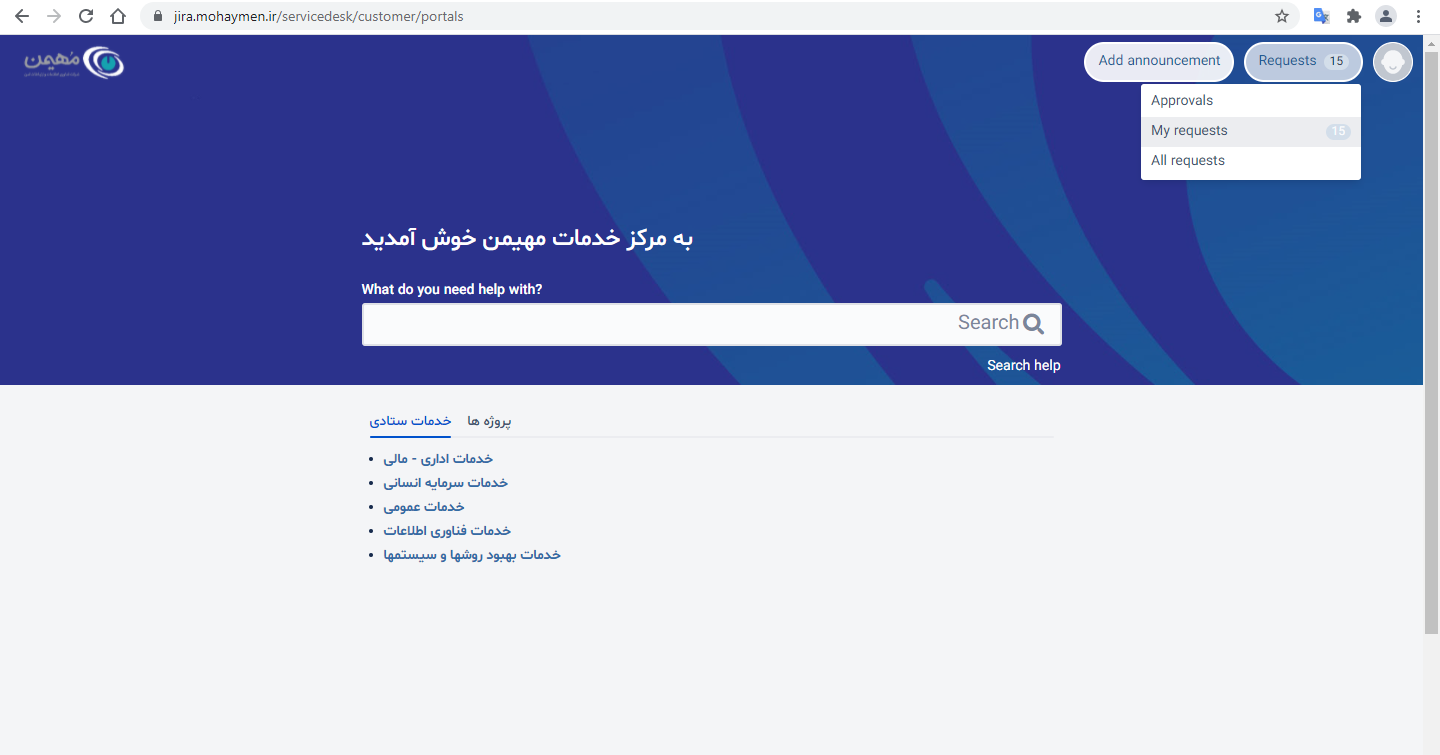 jira.mohaymen.ir/servicedesk/customer/portals
مُهیمن
Add announcement
Requests 15
Approvals
My requests 15
All requests
به مرکز خدمات مهیمن خوش آمدید
What do you need help with?
Search
Search help
خدمات ستادی
پروژه ها
خدمات اداری - مالی
خدمات سرمایه انسانی
خدمات عمومی
خدمات فناوری اطلاعات
خدمات بهبود روشها و سیستمها